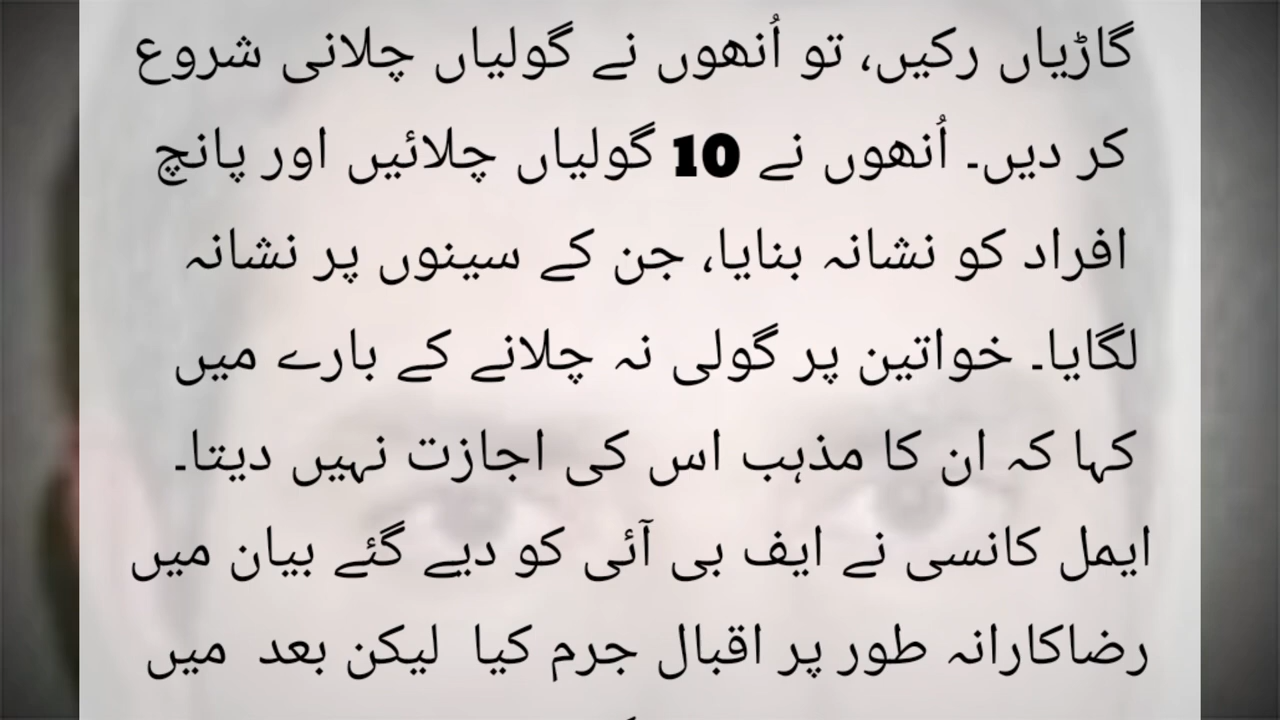 گاڑیاں رکیں، تو اُنھوں نے گولیاں چلانی شروع
کر دیں۔ اُنھوں نے 10 گولیاں چلائیں اور پانچ
افراد کو نشانہ بنایا، جن کے سینوں پر نشانہ
لگایا۔ خواتین پر گولی نہ چلانے کے بارے میں
کہا کہ ان کا مذہب اس کی اجازت نہیں دیتا۔
ایمل کانسی نے ایف بی آئی کو دیے گئے بیان میں
رضاکارانہ طور پر اقبال جرم کیا لیکن بعد میں